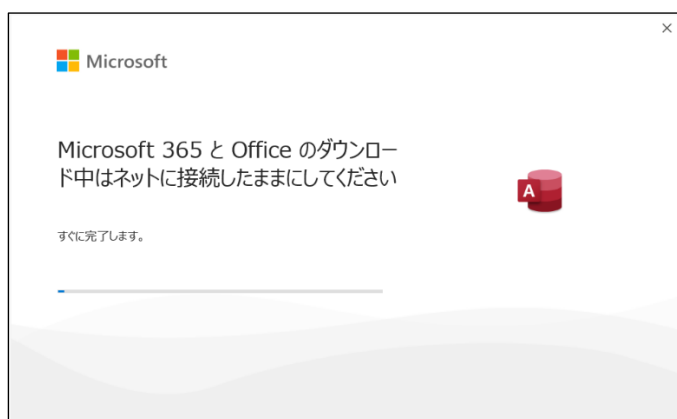 Microsoft
Microsoft 365 と Office のダウンロー
ド中はネットに接続したままにしてください
A
すぐに完了します。